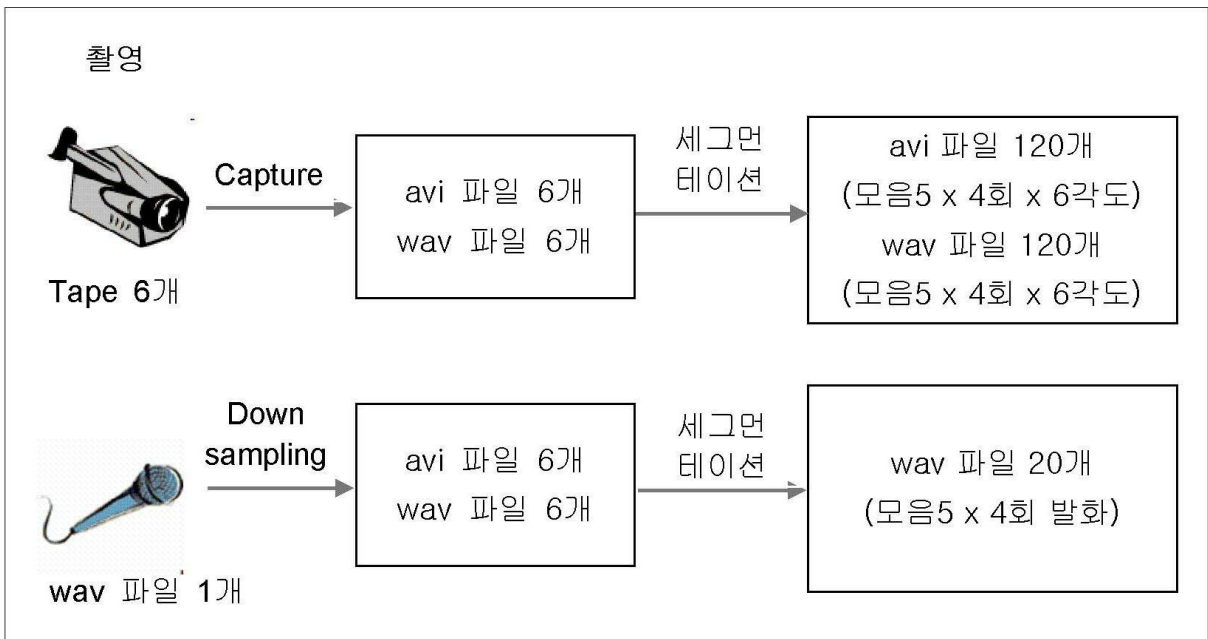 촬영
Capture
Tape 6개
avi 파일 6개
wav 파일 6개
세그먼
테이션
avi 파일 120개
(모음5 x 4회 x 6각도)
wav 파일 120개
(모음5 x 4회 x 6각도)
Down
sampling
wav 파일 1개
avi 파일 6개
wav 파일 6개
세그먼
테이션
wav 파일 20개
(모음5 x 4회 발화)